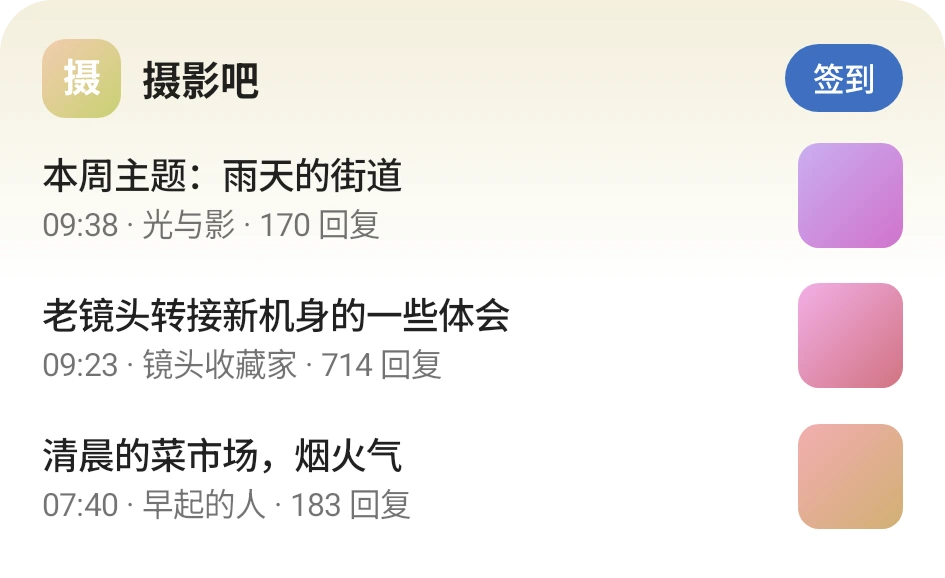 摄 摄影吧 签到
本周主题：雨天的街道
09:38 · 光与影 · 170 回复
老镜头转接新机身的一些体会
09:23 · 镜头收藏家 · 714 回复
清晨的菜市场，烟火气
07:40 · 早起的人 · 183 回复